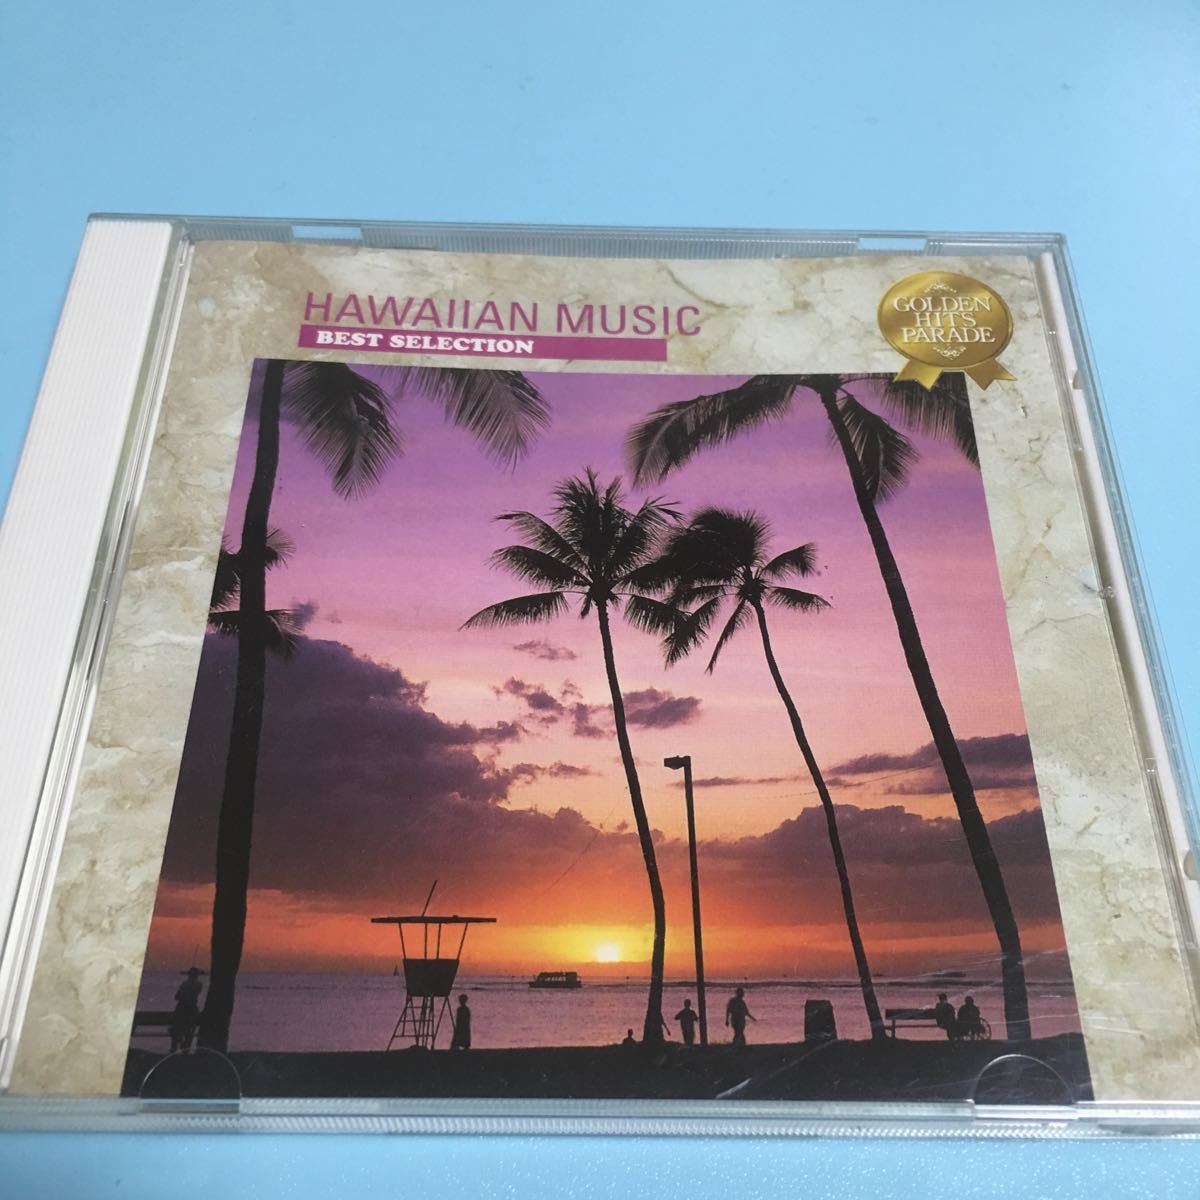 HAWAIIAN MUSIC
BEST SELECTION
GOLDEN
HITS
PARADE